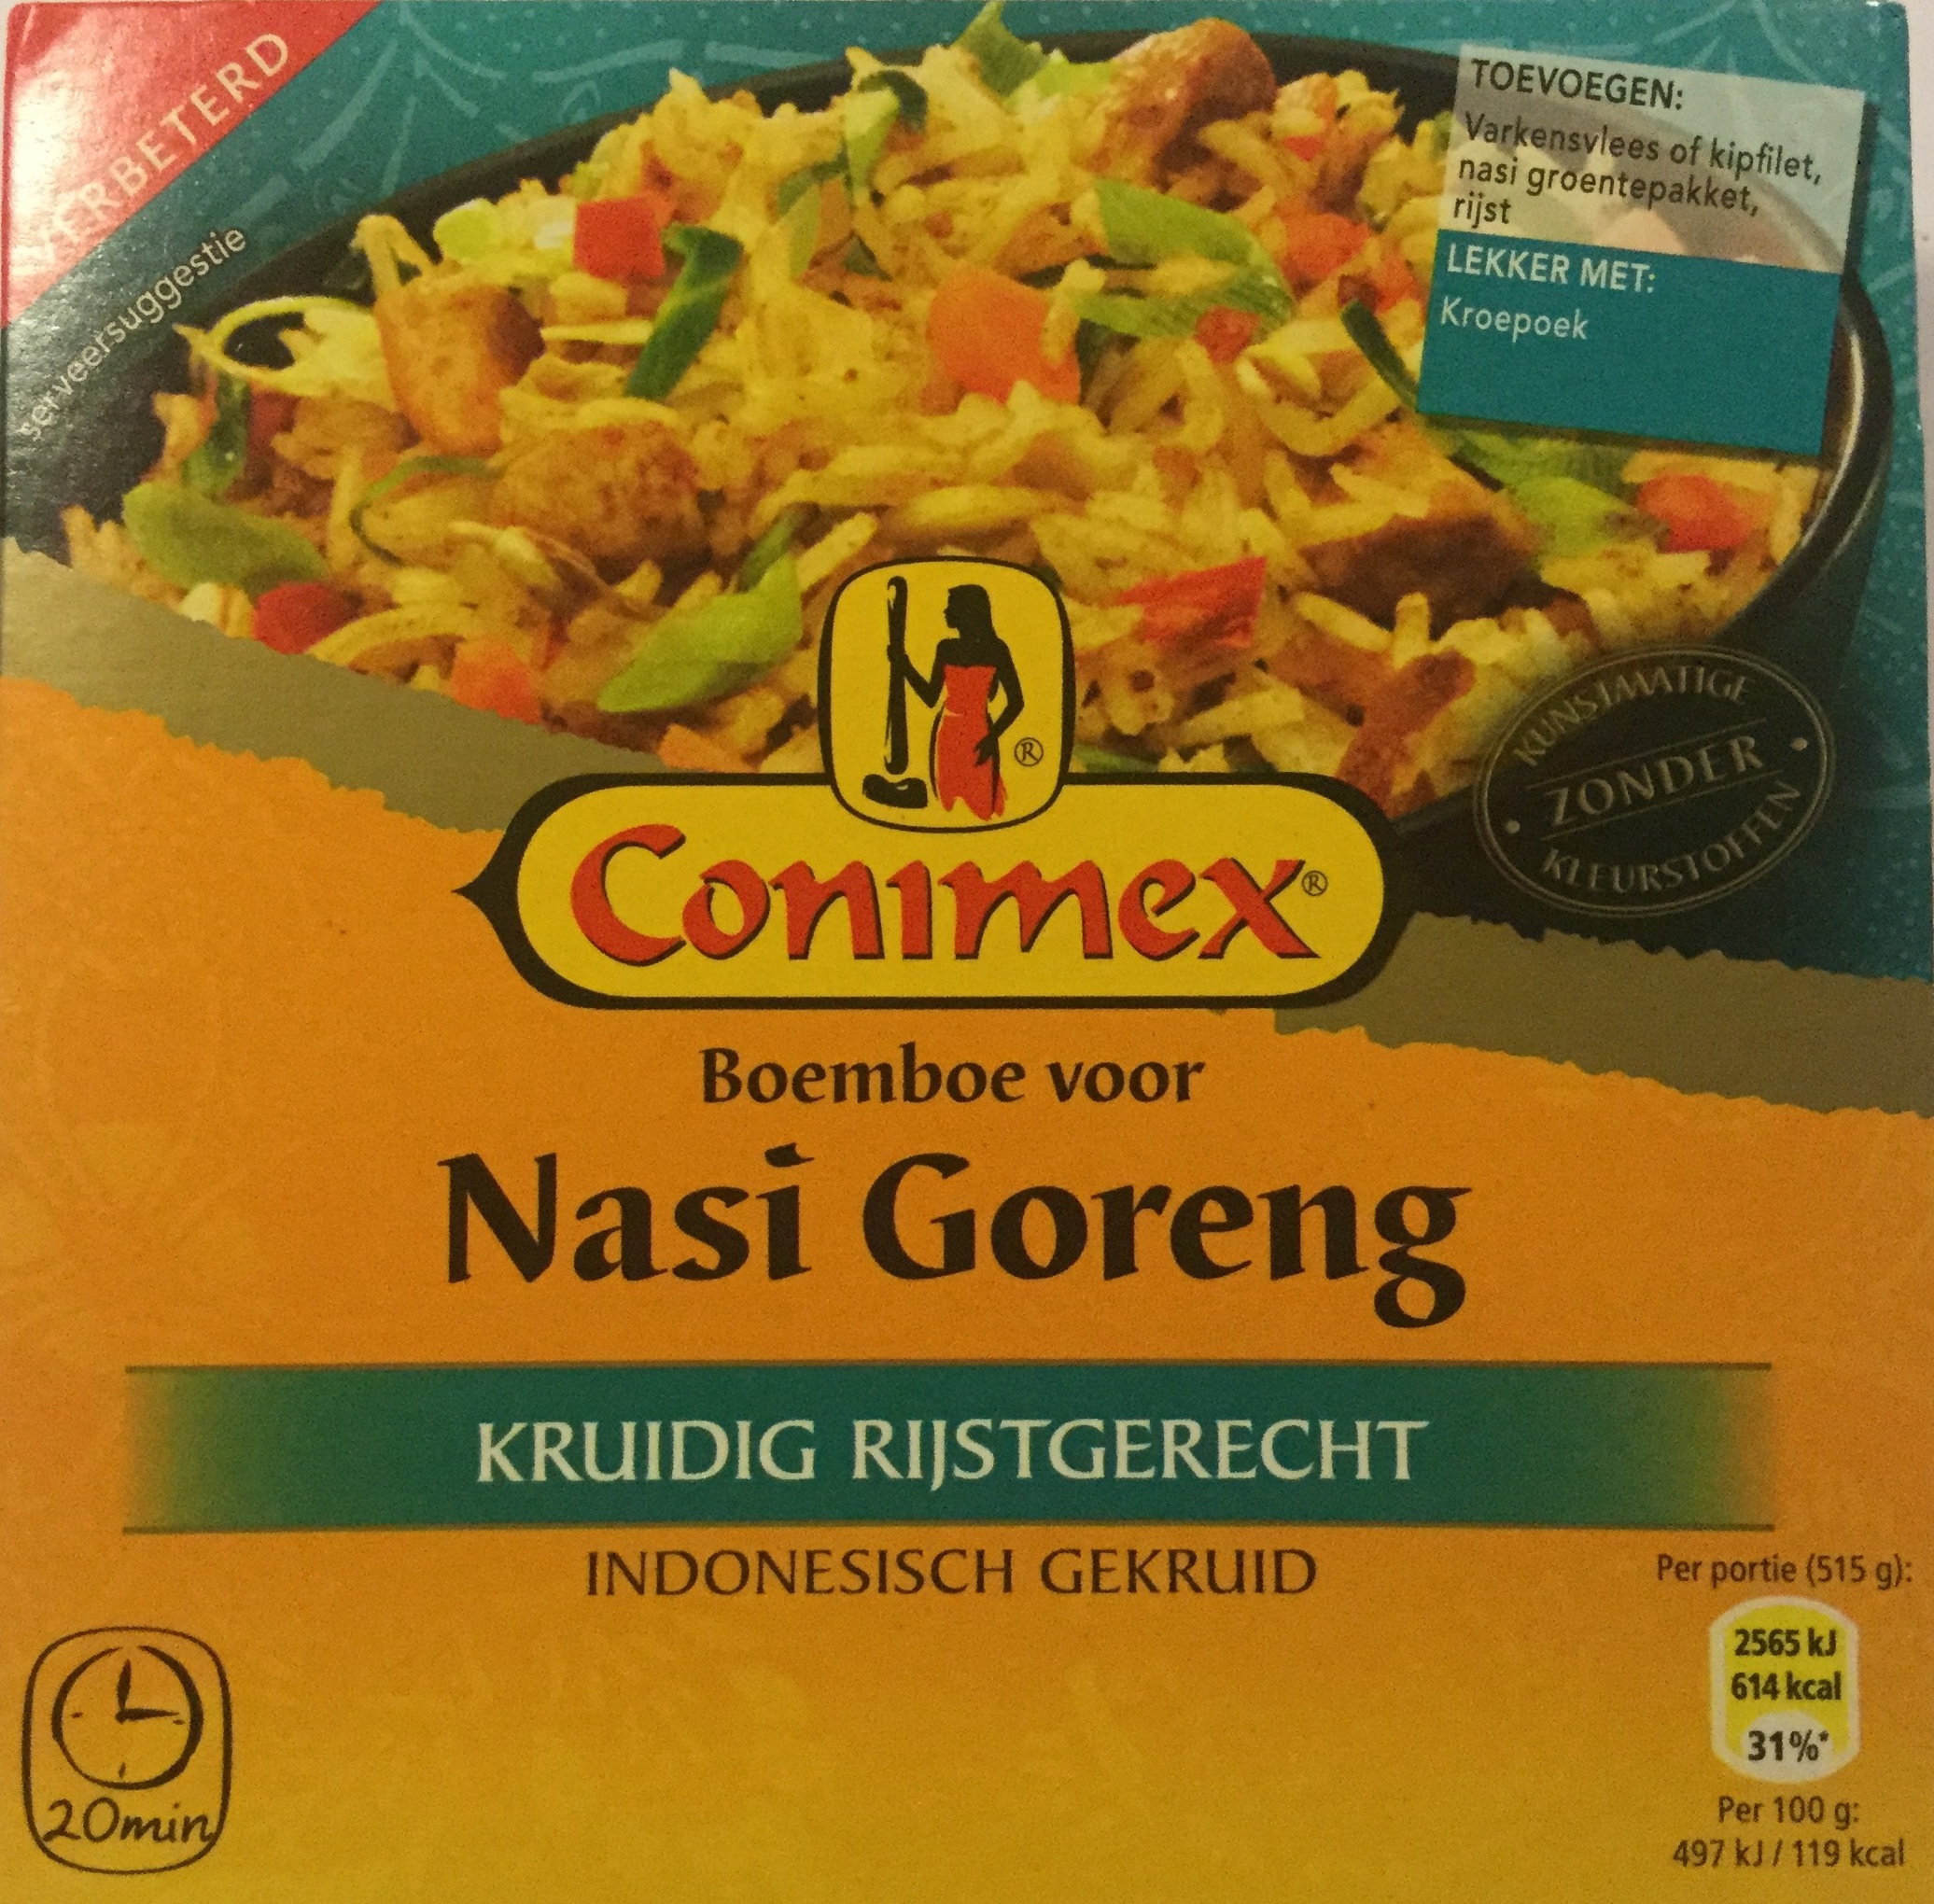 VERBETERD
serveersuggestie
TOEVOEGEN:
Varkensvlees of kipfilet,
nasi groentepakket,
rijst
LEKKER MET:
Kroepoek
KUNSTMATIGE
ZONDER
KLEURSTOFFEN
®
Conimex®
Boemboe voor
Nasi Goreng
KRUIDIG RIJSTGERECHT
INDONESISCH GEKRUID
20min
Per portie (515 g):
2565 kJ
614 kcal
31%*
Per 100 g:
497 kJ / 119 kcal